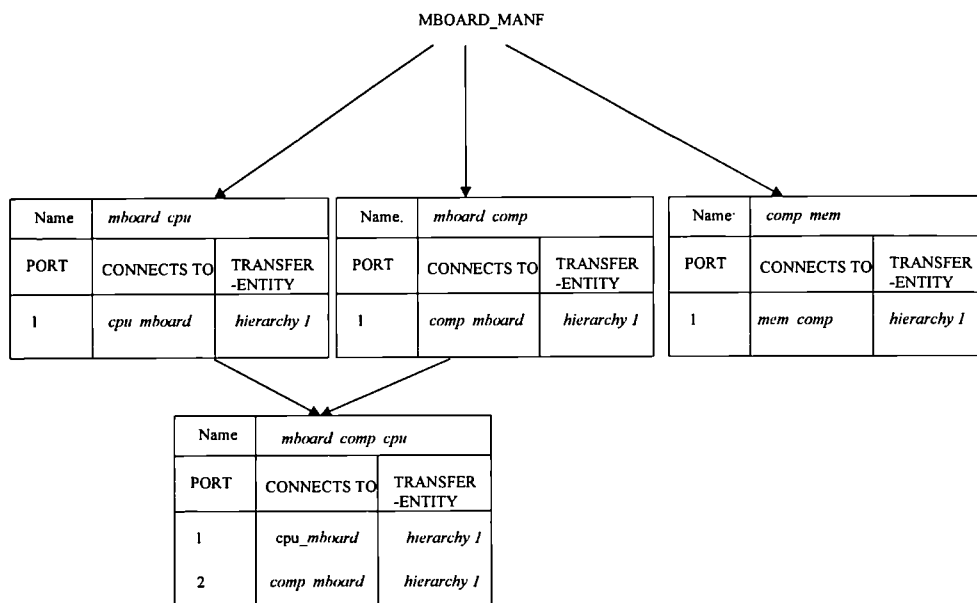 MBOARD_MANF
Name mboard cpu
PORT CONNECTS TO TRANSFER
-ENTITY
1 cpu mboard hierarchy 1
Name. mboard comp
PORT CONNECTS TO TRANSFER
-ENTITY
1 comp mboard hierarchy 1
Name comp mem
PORT CONNECTS TO TRANSFER
-ENTITY
1 mem comp hierarchy 1
Name mboard comp cpu
PORT CONNECTS TO TRANSFER
-ENTITY
1 cpu_mboard hierarchy 1
2 comp mboard hierarchy 1